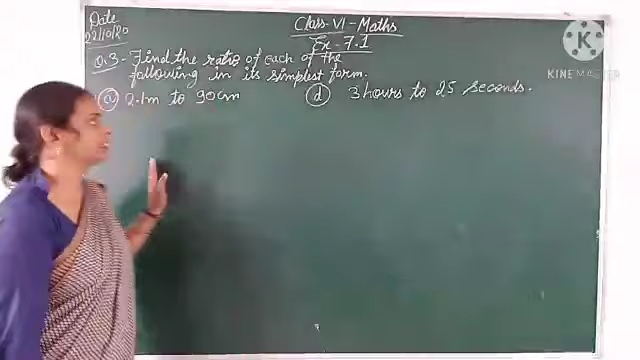 Date
22/10/20
Class-VI-Maths
Ex-7.1
Q.3- Find the ratio of each of the
following in its simplest form.
(a) 2.1m to 90cm
(d) 3 hours to 25 seconds.
KINEMASTER